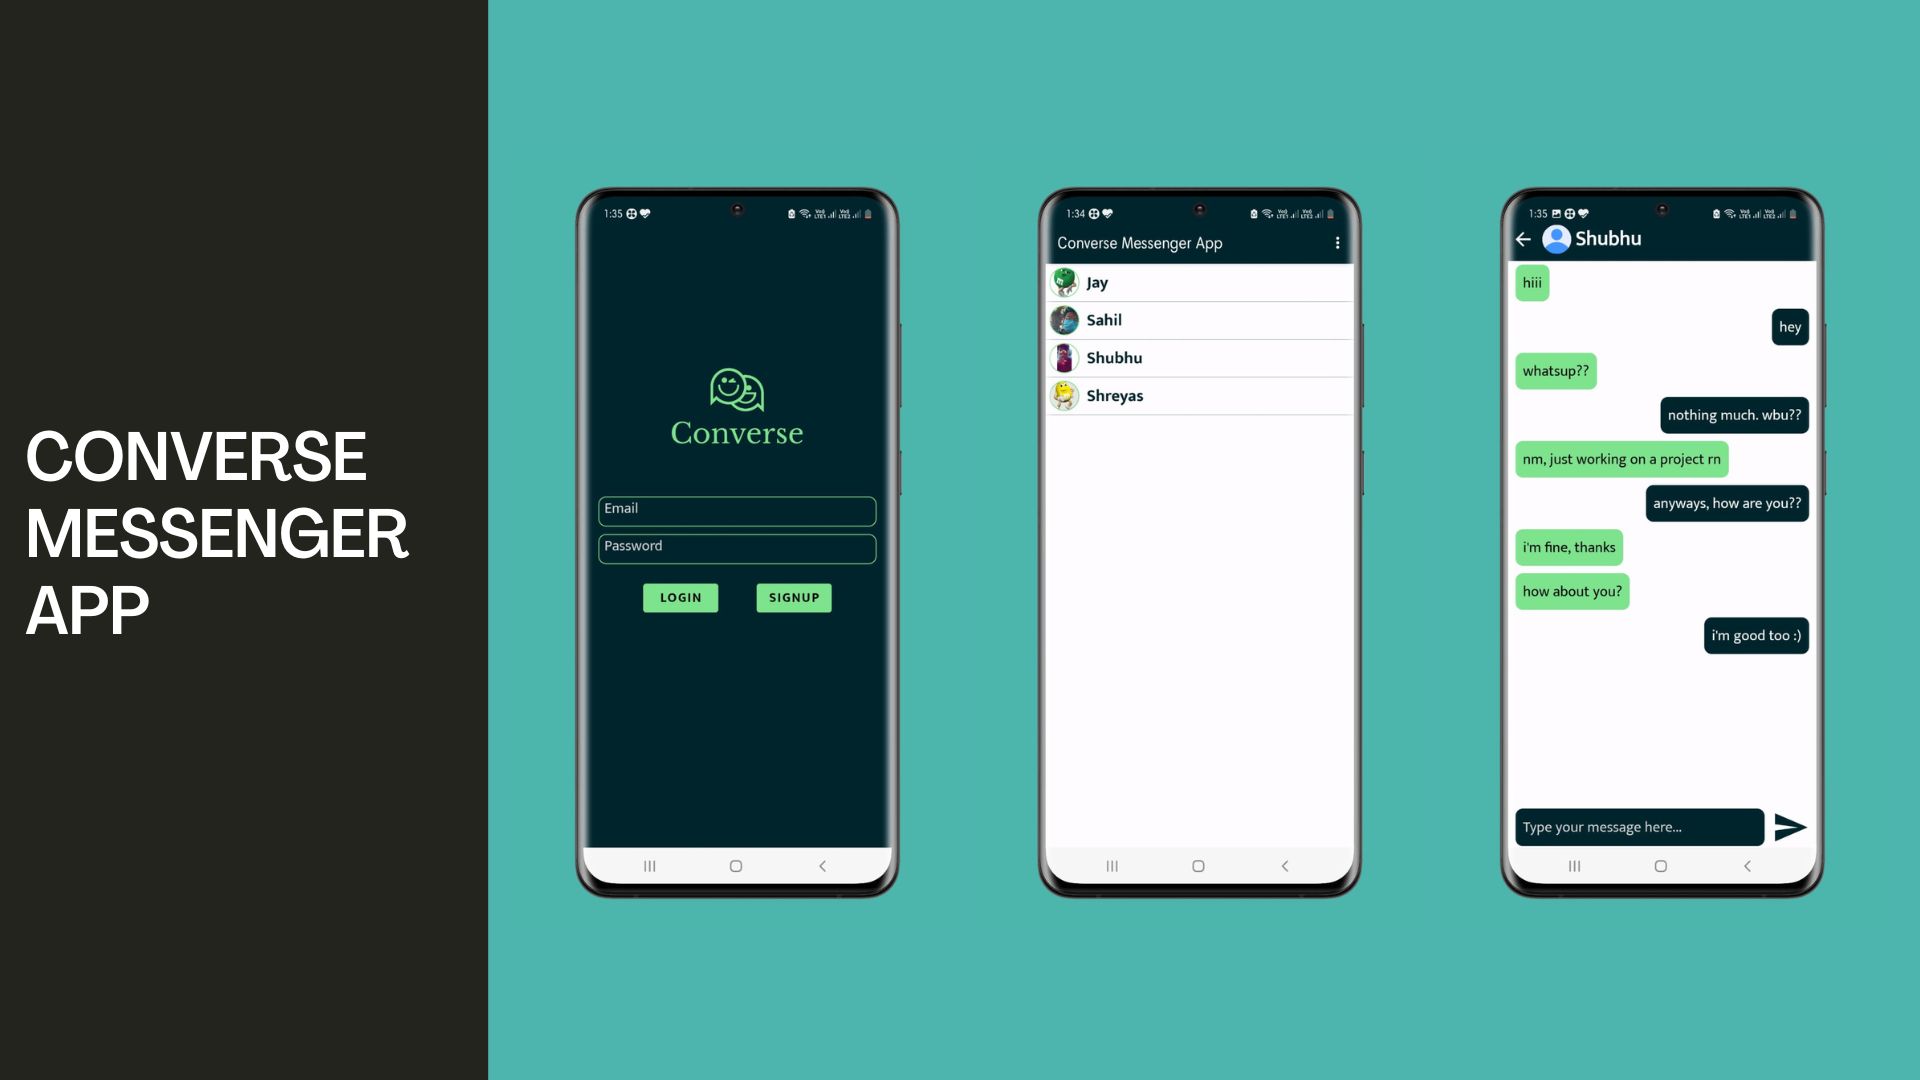 CONVERSE
MESSENGER
APP
1:35
Converse
Email
Password
LOGIN SIGNUP
1:34
Converse Messenger App
Jay
Sahil
Shubhu
Shreyas
1:35
Shubhu
hiii
hey
whatsup??
nothing much. wbu??
nm, just working on a project rn
anyways, how are you??
i'm fine, thanks
how about you?
i'm good too :)
Type your message here...